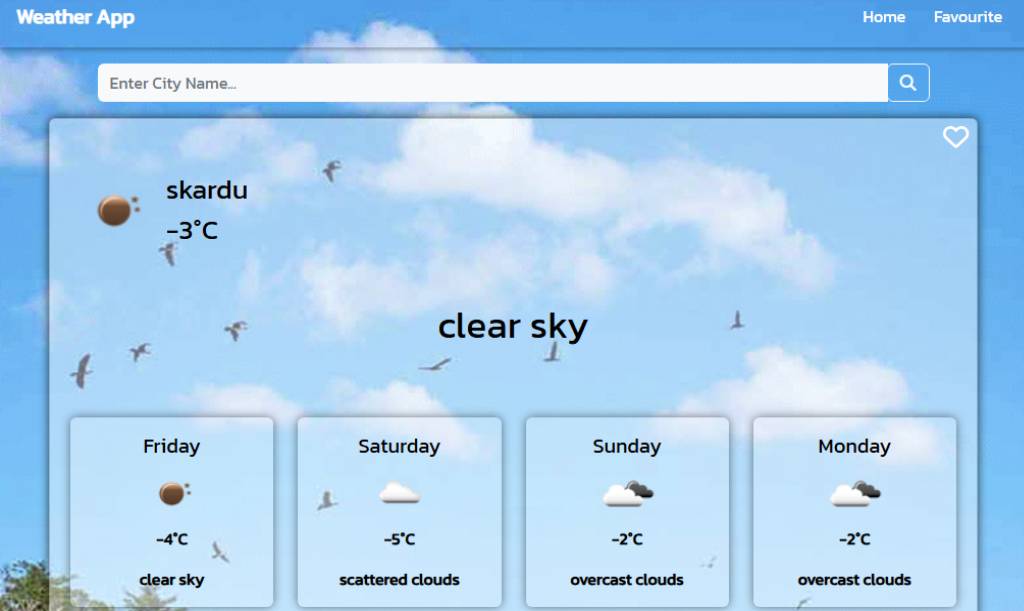 Weather App
Home
Favourite
Enter City Name...
skardu
-3°C
clear sky
Friday
-4°C
clear sky
Saturday
-5°C
scattered clouds
Sunday
-2°C
overcast clouds
Monday
-2°C
overcast clouds